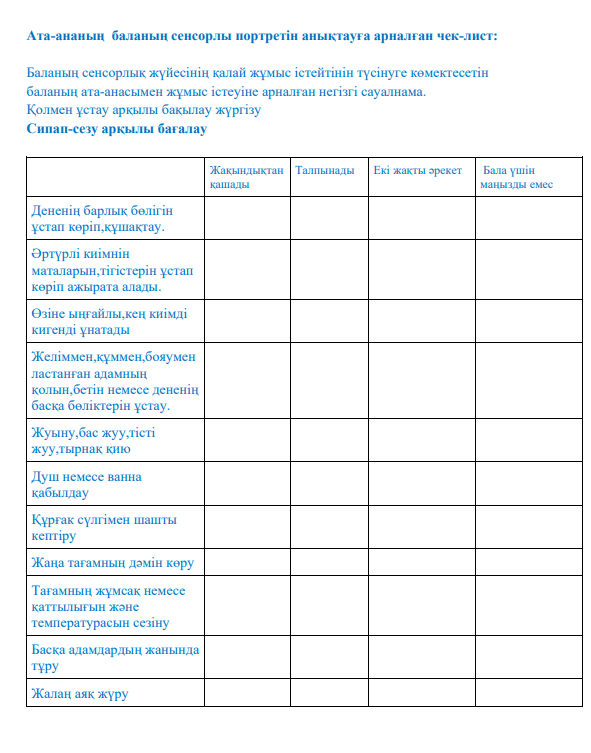 Ата-ананың  баланың сенсорлы портретін анықтауға арналған чек-лист:
Баланың сенсорлық жүйесінің қалай жұмыс істейтінін түсінуге көмектесетін
баланың ата-анасымен жұмыс істеуіне арналған негізгі сауалнама.
Қолмен ұстау арқылы бақылау жүргізу
Сипап-сезу арқылы бағалау
Жақындықтан
қашады
Талпынады
Екі жақты әрекет
Бала үшін
маңызды емес
Дененің барлық бөлігін
ұстап көріп,құшақтау.
Әртүрлі киімнін
маталарын,тігістерін ұстап
көріп ажырата алады.
Өзіне ыңғайлы,кең киімді
кигенді ұнатады
Желіммен,құммен,бояумен
ластанған адамның
қолын,бетін немесе дененің
басқа бөліктерін ұстау.
Жуыну,бас жуу,тісті
жуу,тырнақ қию
Душ немесе ванна
қабылдау
Құрғак сүлгімен шашты
кептіру
Жаңа тағамның дәмін көру
Тағамның жұмсақ немесе
қаттылығын және
температурасын сезіну
Басқа адамдардың жанында
тұру
Жалаң аяқ жүру